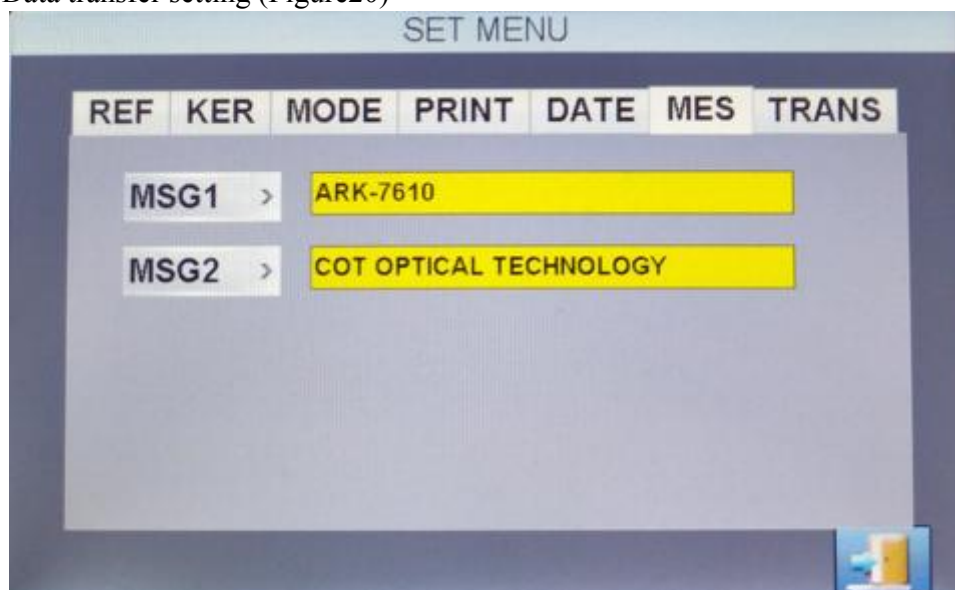 Data transfer setting (Figure20)
SET MENU
REF KER MODE PRINT DATE MES TRANS
MSG1 > ARK-7610
MSG2 > COT OPTICAL TECHNOLOGY